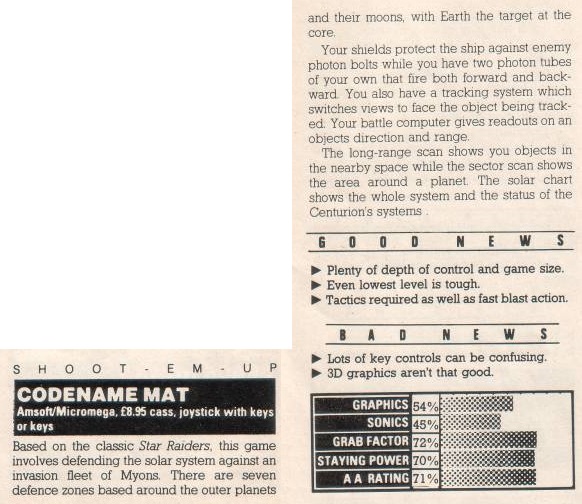 SHOOT-EM-UP
CODENAME MAT
Amsoft/Micromega, £8.95 cass, joystick with keys
or keys
Based on the classic Star Raiders, this game
involves defending the solar system against an
invasion fleet of Myons. There are seven
defence zones based around the outer planets
and their moons, with Earth the target at the
core.
Your shields protect the ship against enemy
photon bolts while you have two photon tubes
of your own that fire both forward and back-
ward. You also have a tracking system which
switches views to face the object being track-
ed. Your battle computer gives readouts on an
objects direction and range.
The long-range scan shows you objects in
the nearby space while the sector scan shows
the area around a planet. The solar chart
shows the whole system and the status of the
Centurion's systems .
GOOD NEWS
▶ Plenty of depth of control and game size.
▶ Even lowest level is tough.
▶ Tactics required as well as fast blast action.
BAD NEWS
▶ Lots of key controls can be confusing.
▶ 3D graphics aren't that good.
GRAPHICS 54%
SONICS 45%
GRAB FACTOR 72%
STAYING POWER 70%
AA RATING 71%